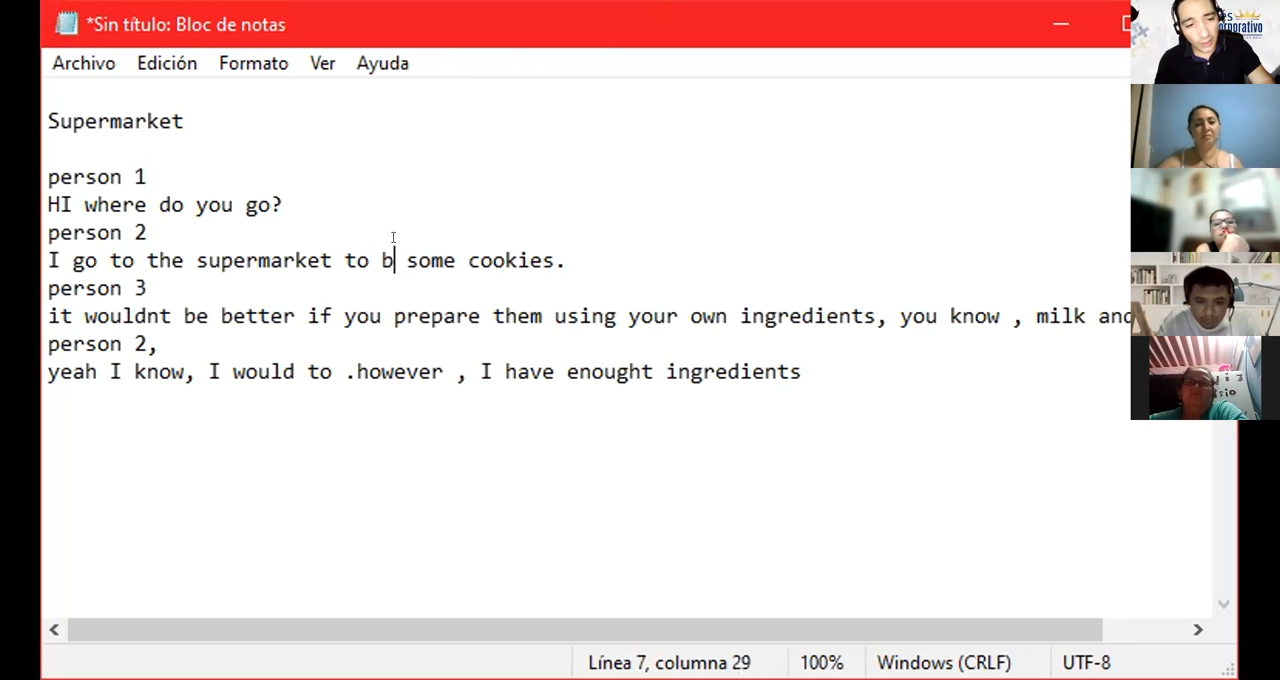 *Sin título: Bloc de notas
Archivo Edición Formato Ver Ayuda
Supermarket
person 1
HI where do you go?
person 2
I go to the supermarket to b some cookies.
person 3
it wouldnt be better if you prepare them using your own ingredients, you know , milk and
person 2,
yeah I know, I would to .however , I have enought ingredients
Línea 7, columna 29 100% Windows (CRLF) UTF-8